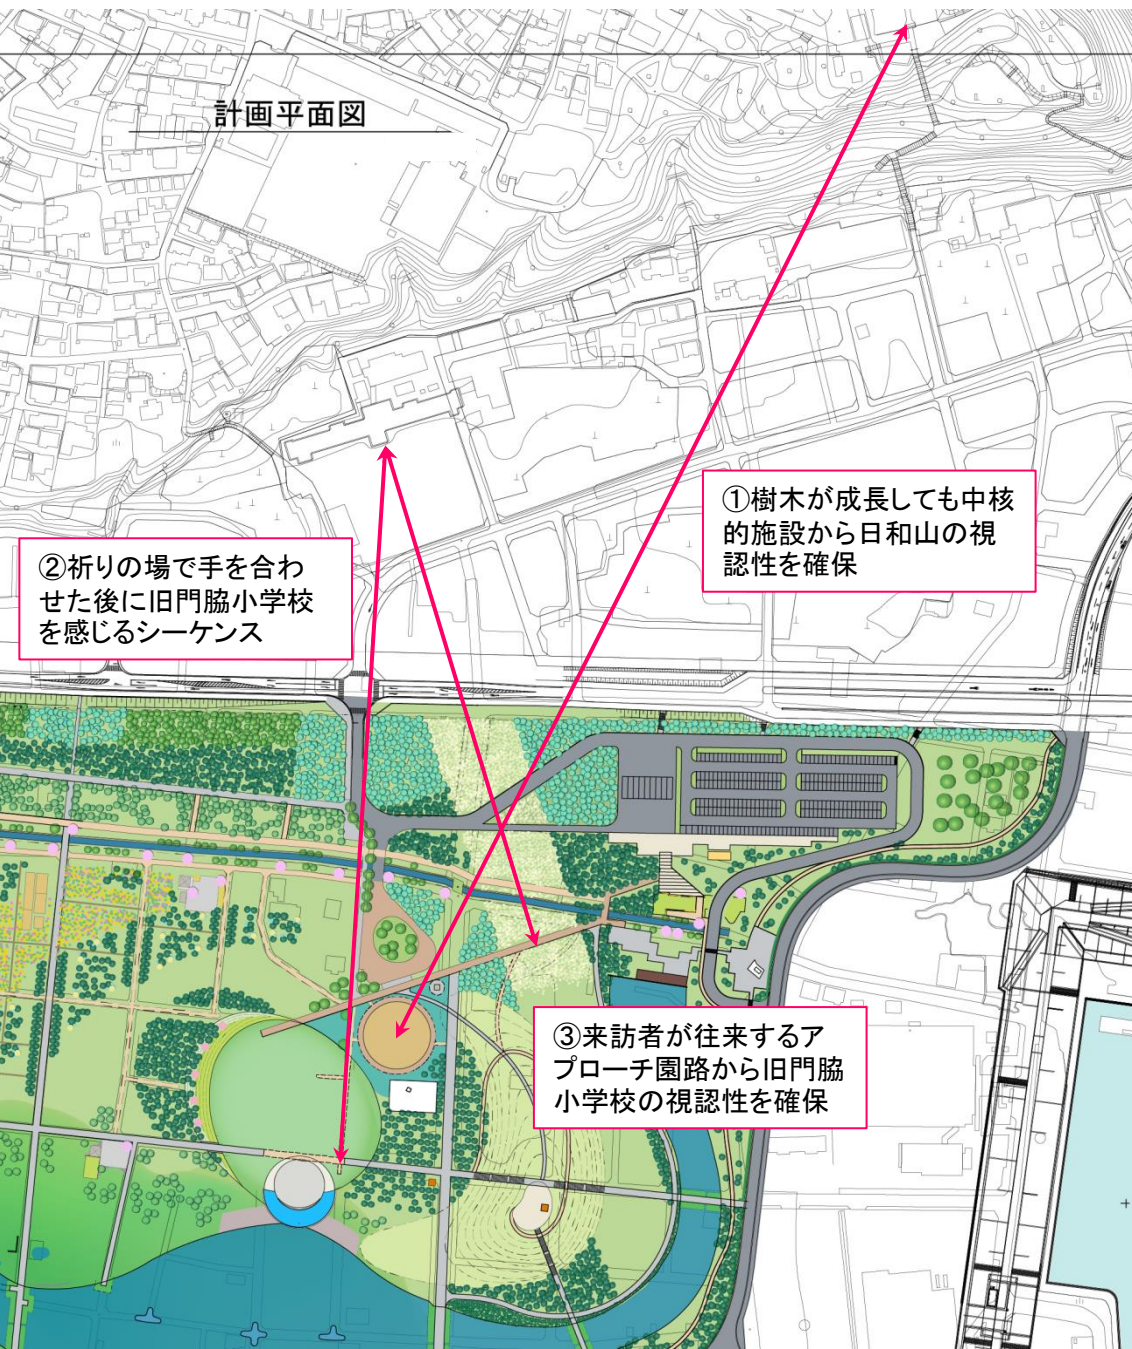 計画平面図
①樹木が成長しても中核
的施設から日和山の視
認性を確保
②祈りの場で手を合わ
せた後に旧門脇小学校
を感じるシーケンス
③来訪者が往来するア
プローチ園路から旧門脇
小学校の視認性を確保